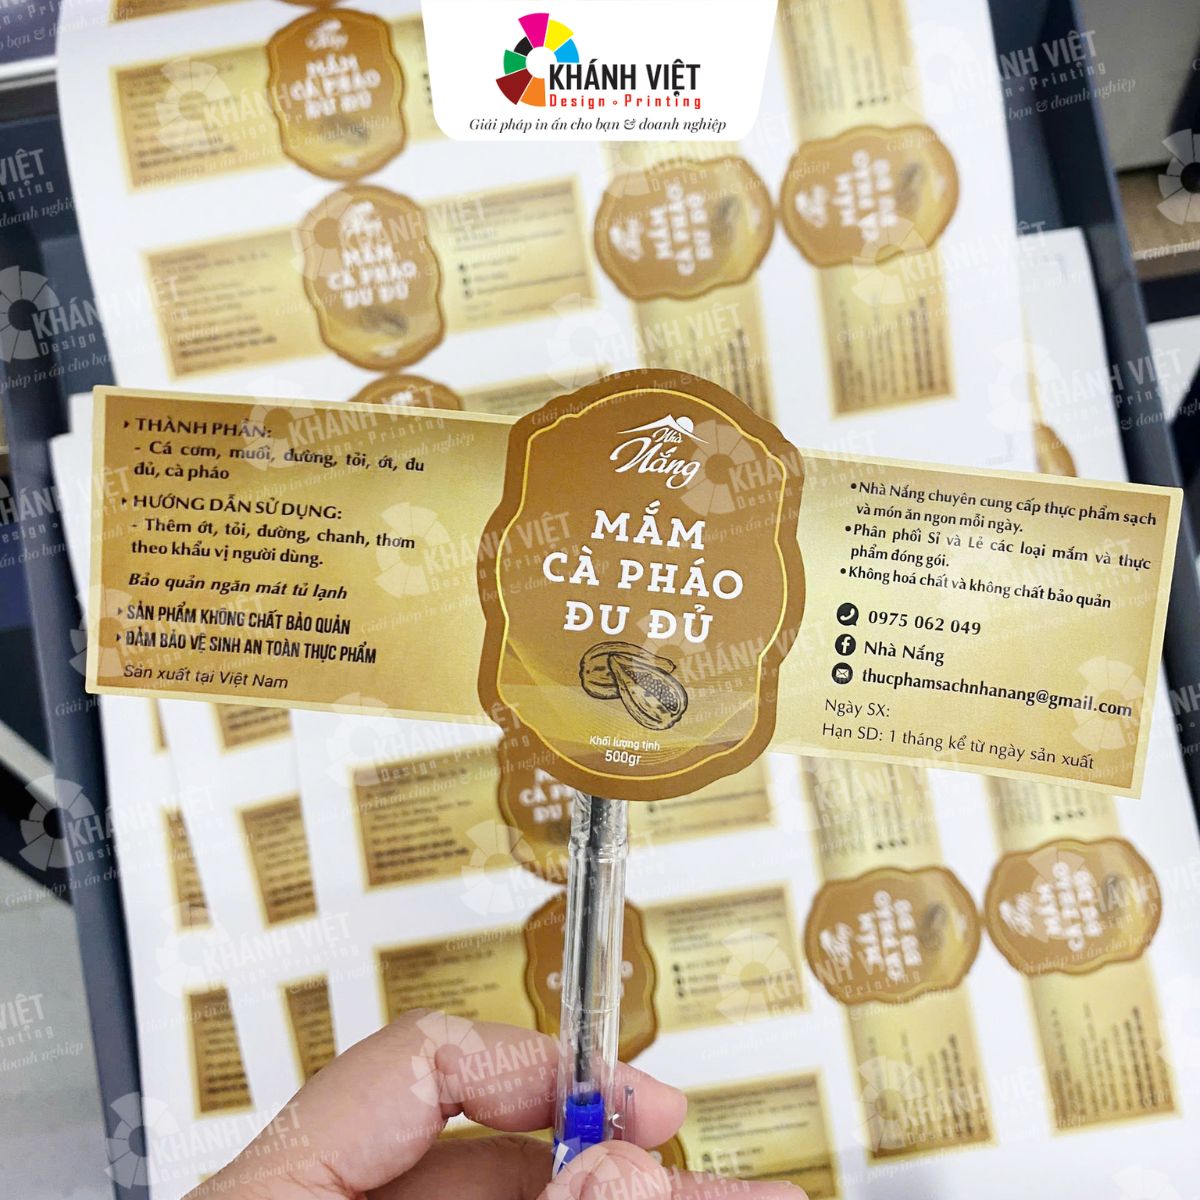 KHÁNH VIỆT
Design Printing
Giải pháp in ấn cho bạn & doanh nghiệp
THÀNH PHẦN:
- Cá cơm, muối, đường, tỏi, ớt, đu
đủ, cà pháo
HƯỚNG DẪN SỬ DỤNG:
- Thêm ớt, tỏi, đường, chanh, thơm
theo khẩu vị người dùng.
Bảo quản ngăn mát tủ lạnh
SẢN PHẨM KHÔNG CHẤT BẢO QUẢN
ĐẢM BẢO VỆ SINH AN TOÀN THỰC PHẨM
Sản xuất tại Việt Nam
Nhà
Nắng
MẮM
CÀ PHÁO
ĐU ĐỦ
Khối lượng tịnh
500gr
•Nhà Nắng chuyên cung cấp thực phẩm sạch
và món ăn ngon mỗi ngày.
•Phân phối Sỉ và Lẻ các loại mắm và thực
phẩm đóng gói.
•Không hoá chất và không chất bảo quản
0975 062 049
Nhà Nắng
thucphamsachnhanang@gmail.com
Ngày SX:
Hạn SD: 1 tháng kể từ ngày sản xuất